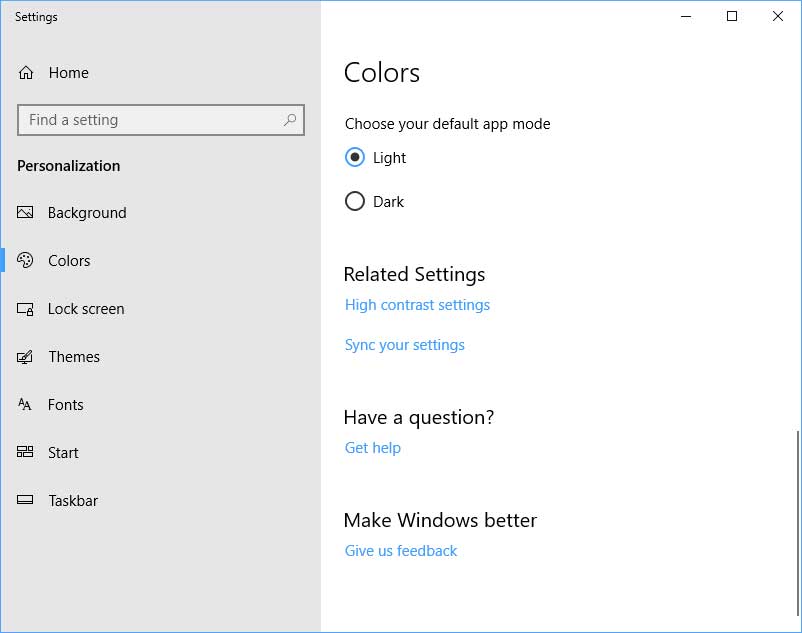 Settings
Home
Find a setting
Personalization
Background
Colors
Lock screen
Themes
Fonts
Start
Taskbar
Colors
Choose your default app mode
Light
Dark
Related Settings
High contrast settings
Sync your settings
Have a question?
Get help
Make Windows better
Give us feedback